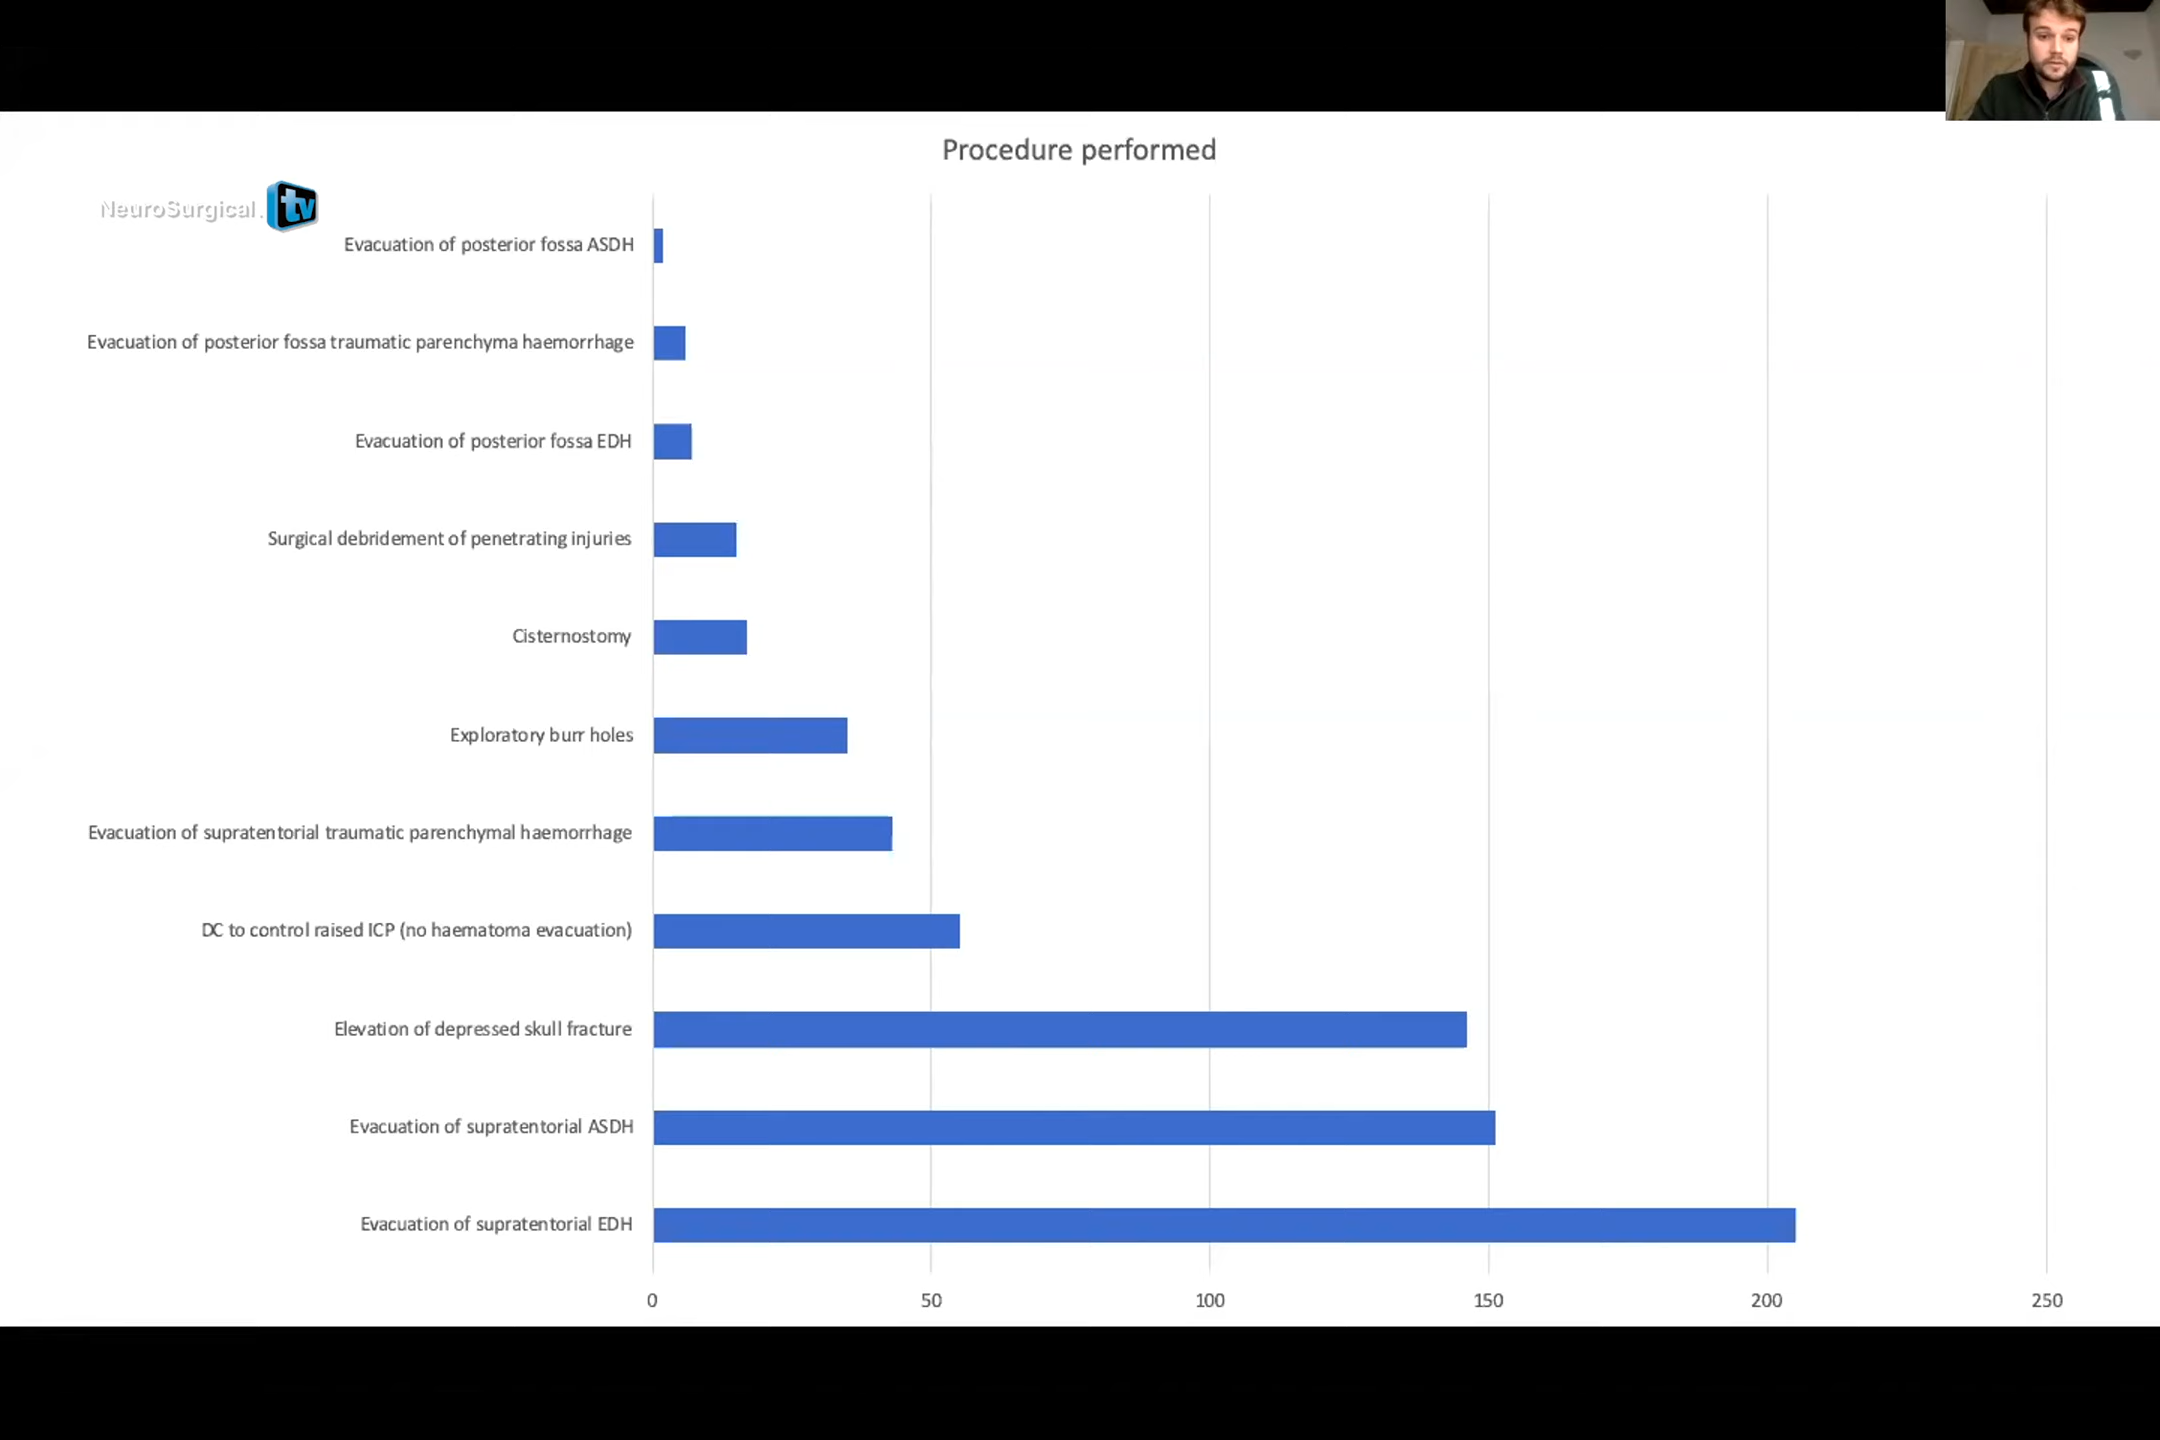 Procedure performed
NeuroSurgical.tv
Evacuation of posterior fossa ASDH
Evacuation of posterior fossa traumatic parenchyma haemorrhage
Evacuation of posterior fossa EDH
Surgical debridement of penetrating injuries
Cisternostomy
Exploratory burr holes
Evacuation of supratentorial traumatic parenchymal haemorrhage
DC to control raised ICP (no haematoma evacuation)
Elevation of depressed skull fracture
Evacuation of supratentorial ASDH
Evacuation of supratentorial EDH
0 50 100 150 200 250